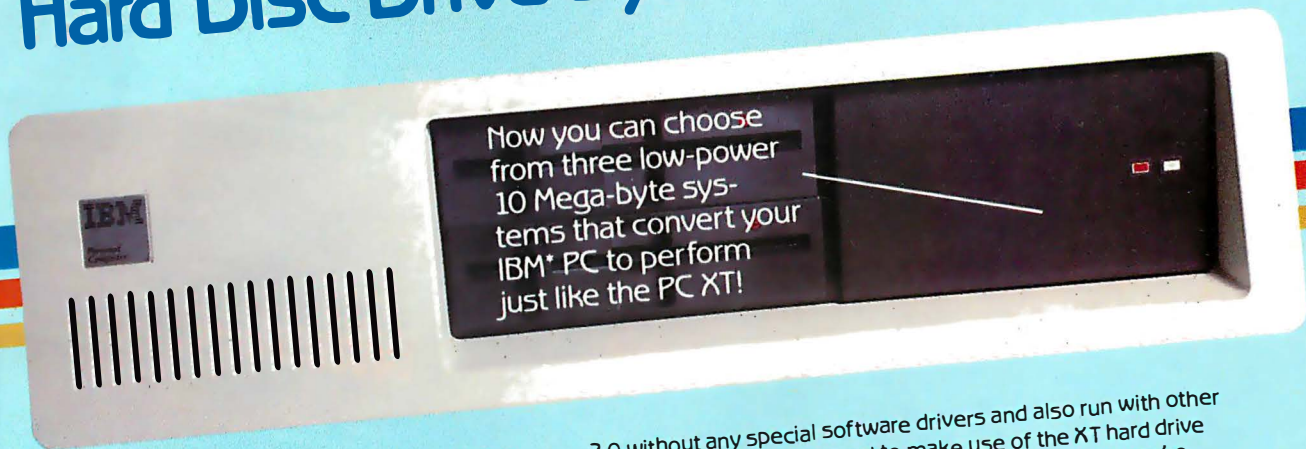 Hard Disc Drive
IBM
Personal
Computer
Now you can choose
from three low-power
10 Mega-byte sys-
tems that convert your
IBM* PC to perform
just like the PC XT!
without any special software drivers and also run with other
to make use of the XT hard drive